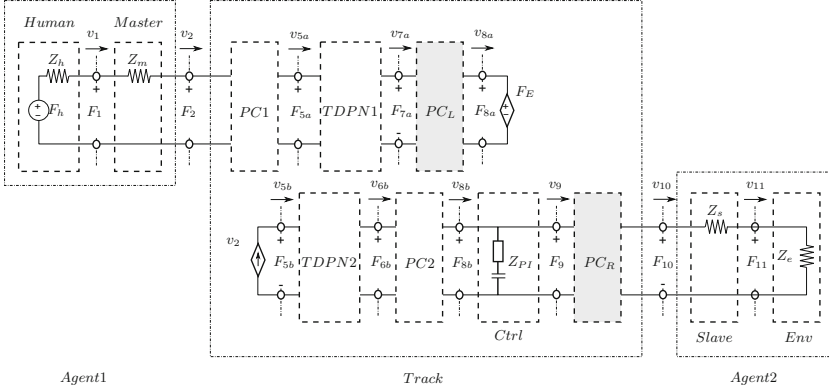 Human
Master
v1
v2
v5a
v7a
v8a
Zh
Zm
Fh
+
−
+
F1
+
F2
PC1
+
F5a
TDPN1
+
F7a
-
PCL
+
F8a
+
−
FE
v5b
v6b
v8b
v9
v10
v11
v2
+
F5b
-
TDPN2
+
F6b
PC2
+
F8b
ZPI
+
F9
PCR
+
F10
-
Zs
+
F11
Ze
Ctrl
Slave
Env
Agent1
Track
Agent2